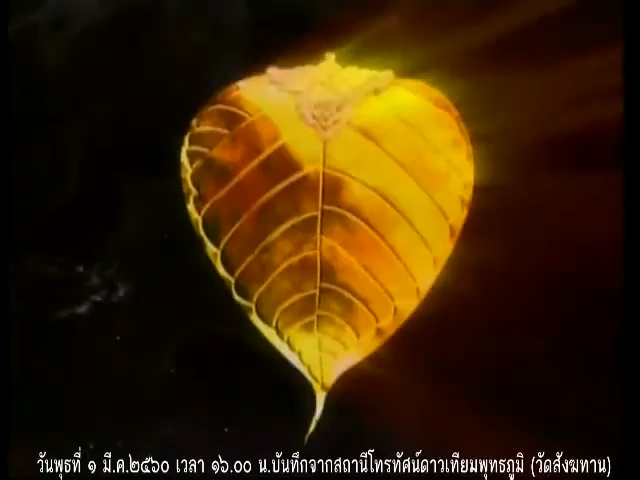 วันพุธที่ ๑ มี.ค.๒๕๖๐ เวลา ๑๖.๐๐ น.บันทึกจากสถานีโทรทัศน์ดาวเทียมพุทธภูมิ (วัดสังฆทาน)